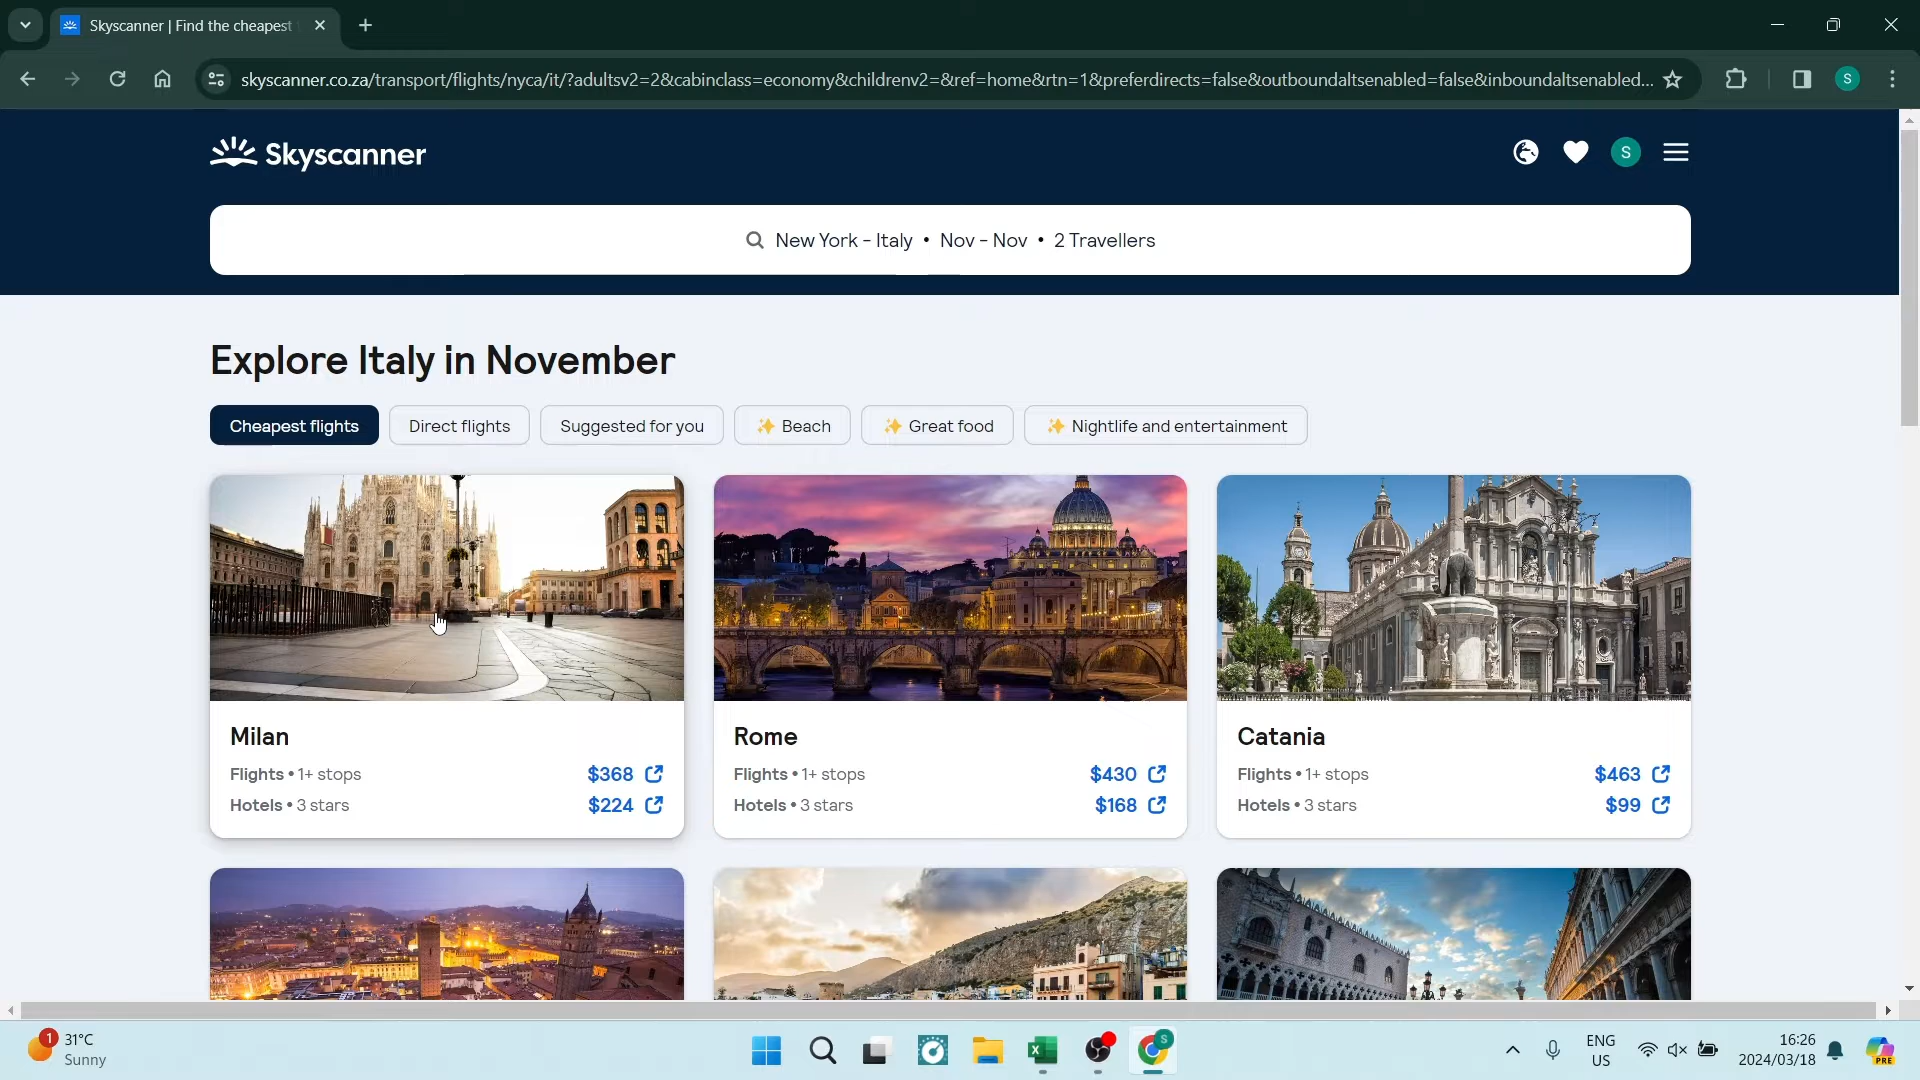 Skyscanner | Find the cheapest
skyscanner.co.za/transport/flights/nyca/it/?adultsv2=2&cabinclass=economy&childrenv2=&ref=home&rtn=1&preferdirects=false&outboundaltsenabled=false&inboundaltsenabled...
S
Skyscanner
S
New York - Italy • Nov - Nov • 2 Travellers
Explore Italy in November
Cheapest flights
Direct flights
Suggested for you
✨ Beach
✨ Great food
✨ Nightlife and entertainment
Milan
Flights • 1+ stops $368
Hotels • 3 stars $224
Rome
Flights • 1+ stops $430
Hotels • 3 stars $168
Catania
Flights • 1+ stops $463
Hotels • 3 stars $99
1
31°C
Sunny
S
ENG
US
16:26
2024/03/18
PRE